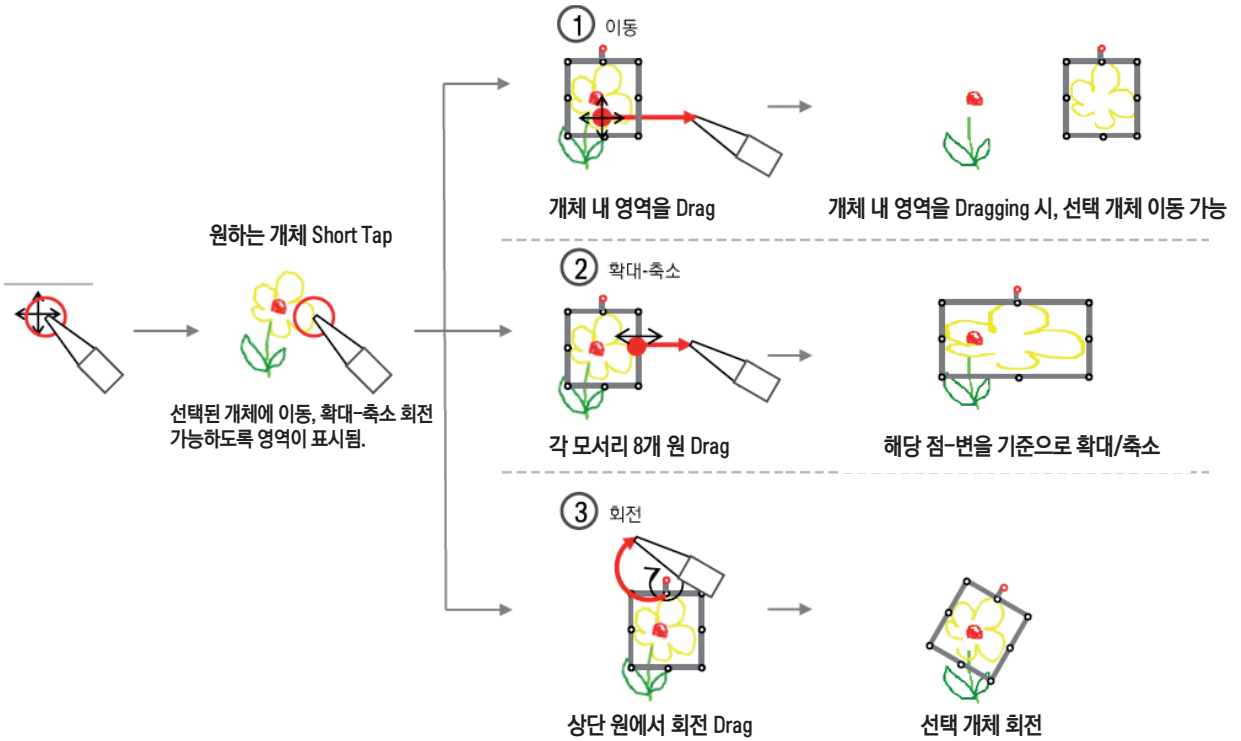 원하는 개체 Short Tap
선택된 개체에 이동, 확대-축소 회전
가능하도록 영역이 표시됨.
① 이동
개체 내 영역을 Drag
개체 내 영역을 Dragging 시, 선택 개체 이동 가능
② 확대-축소
각 모서리 8개 원 Drag
해당 점-변을 기준으로 확대/축소
③ 회전
상단 원에서 회전 Drag
선택 개체 회전